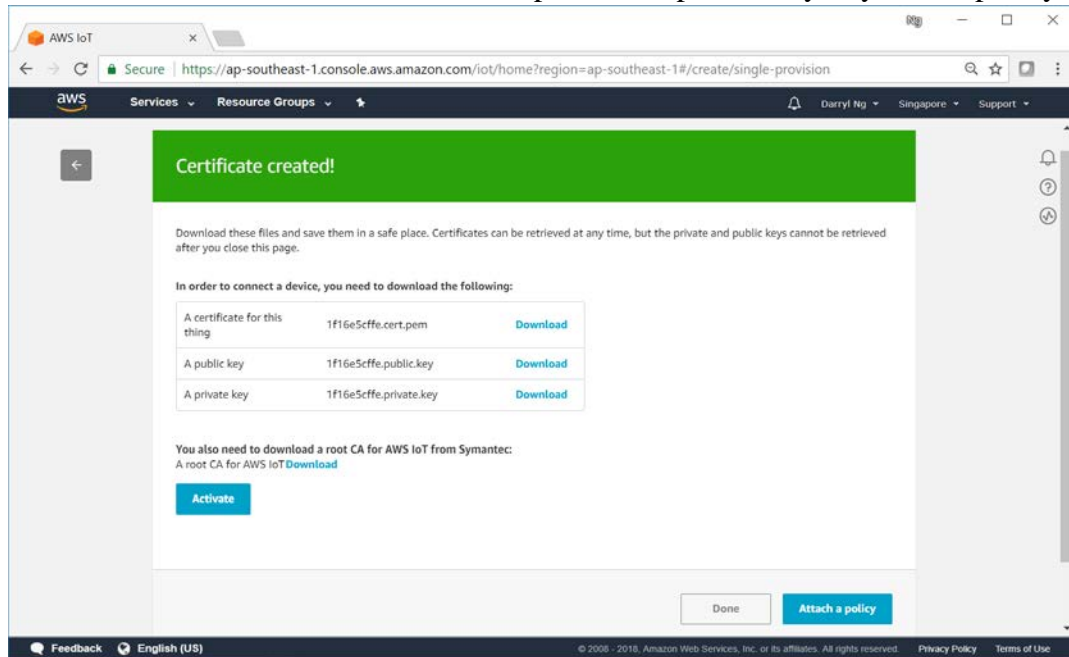 AWS IoT
Secure | https://ap-southeast-1.console.aws.amazon.com/iot/home?region=ap-southeast-1#/create/single-provision
aws Services Resource Groups Darryl Ng Singapore Support
Certificate created!
Download these files and save them in a safe place. Certificates can be retrieved at any time, but the private and public keys cannot be retrieved
after you close this page.
In order to connect a device, you need to download the following:
A certificate for this
thing 1f16e5cffe.cert.pem Download
A public key 1f16e5cffe.public.key Download
A private key 1f16e5cffe.private.key Download
You also need to download a root CA for AWS IoT from Symantec:
A root CA for AWS IoT Download
Activate
Done Attach a policy
Feedback English (US) © 2008 - 2018, Amazon Web Services, Inc. or its affiliates. All rights reserved. Privacy Policy Terms of Use